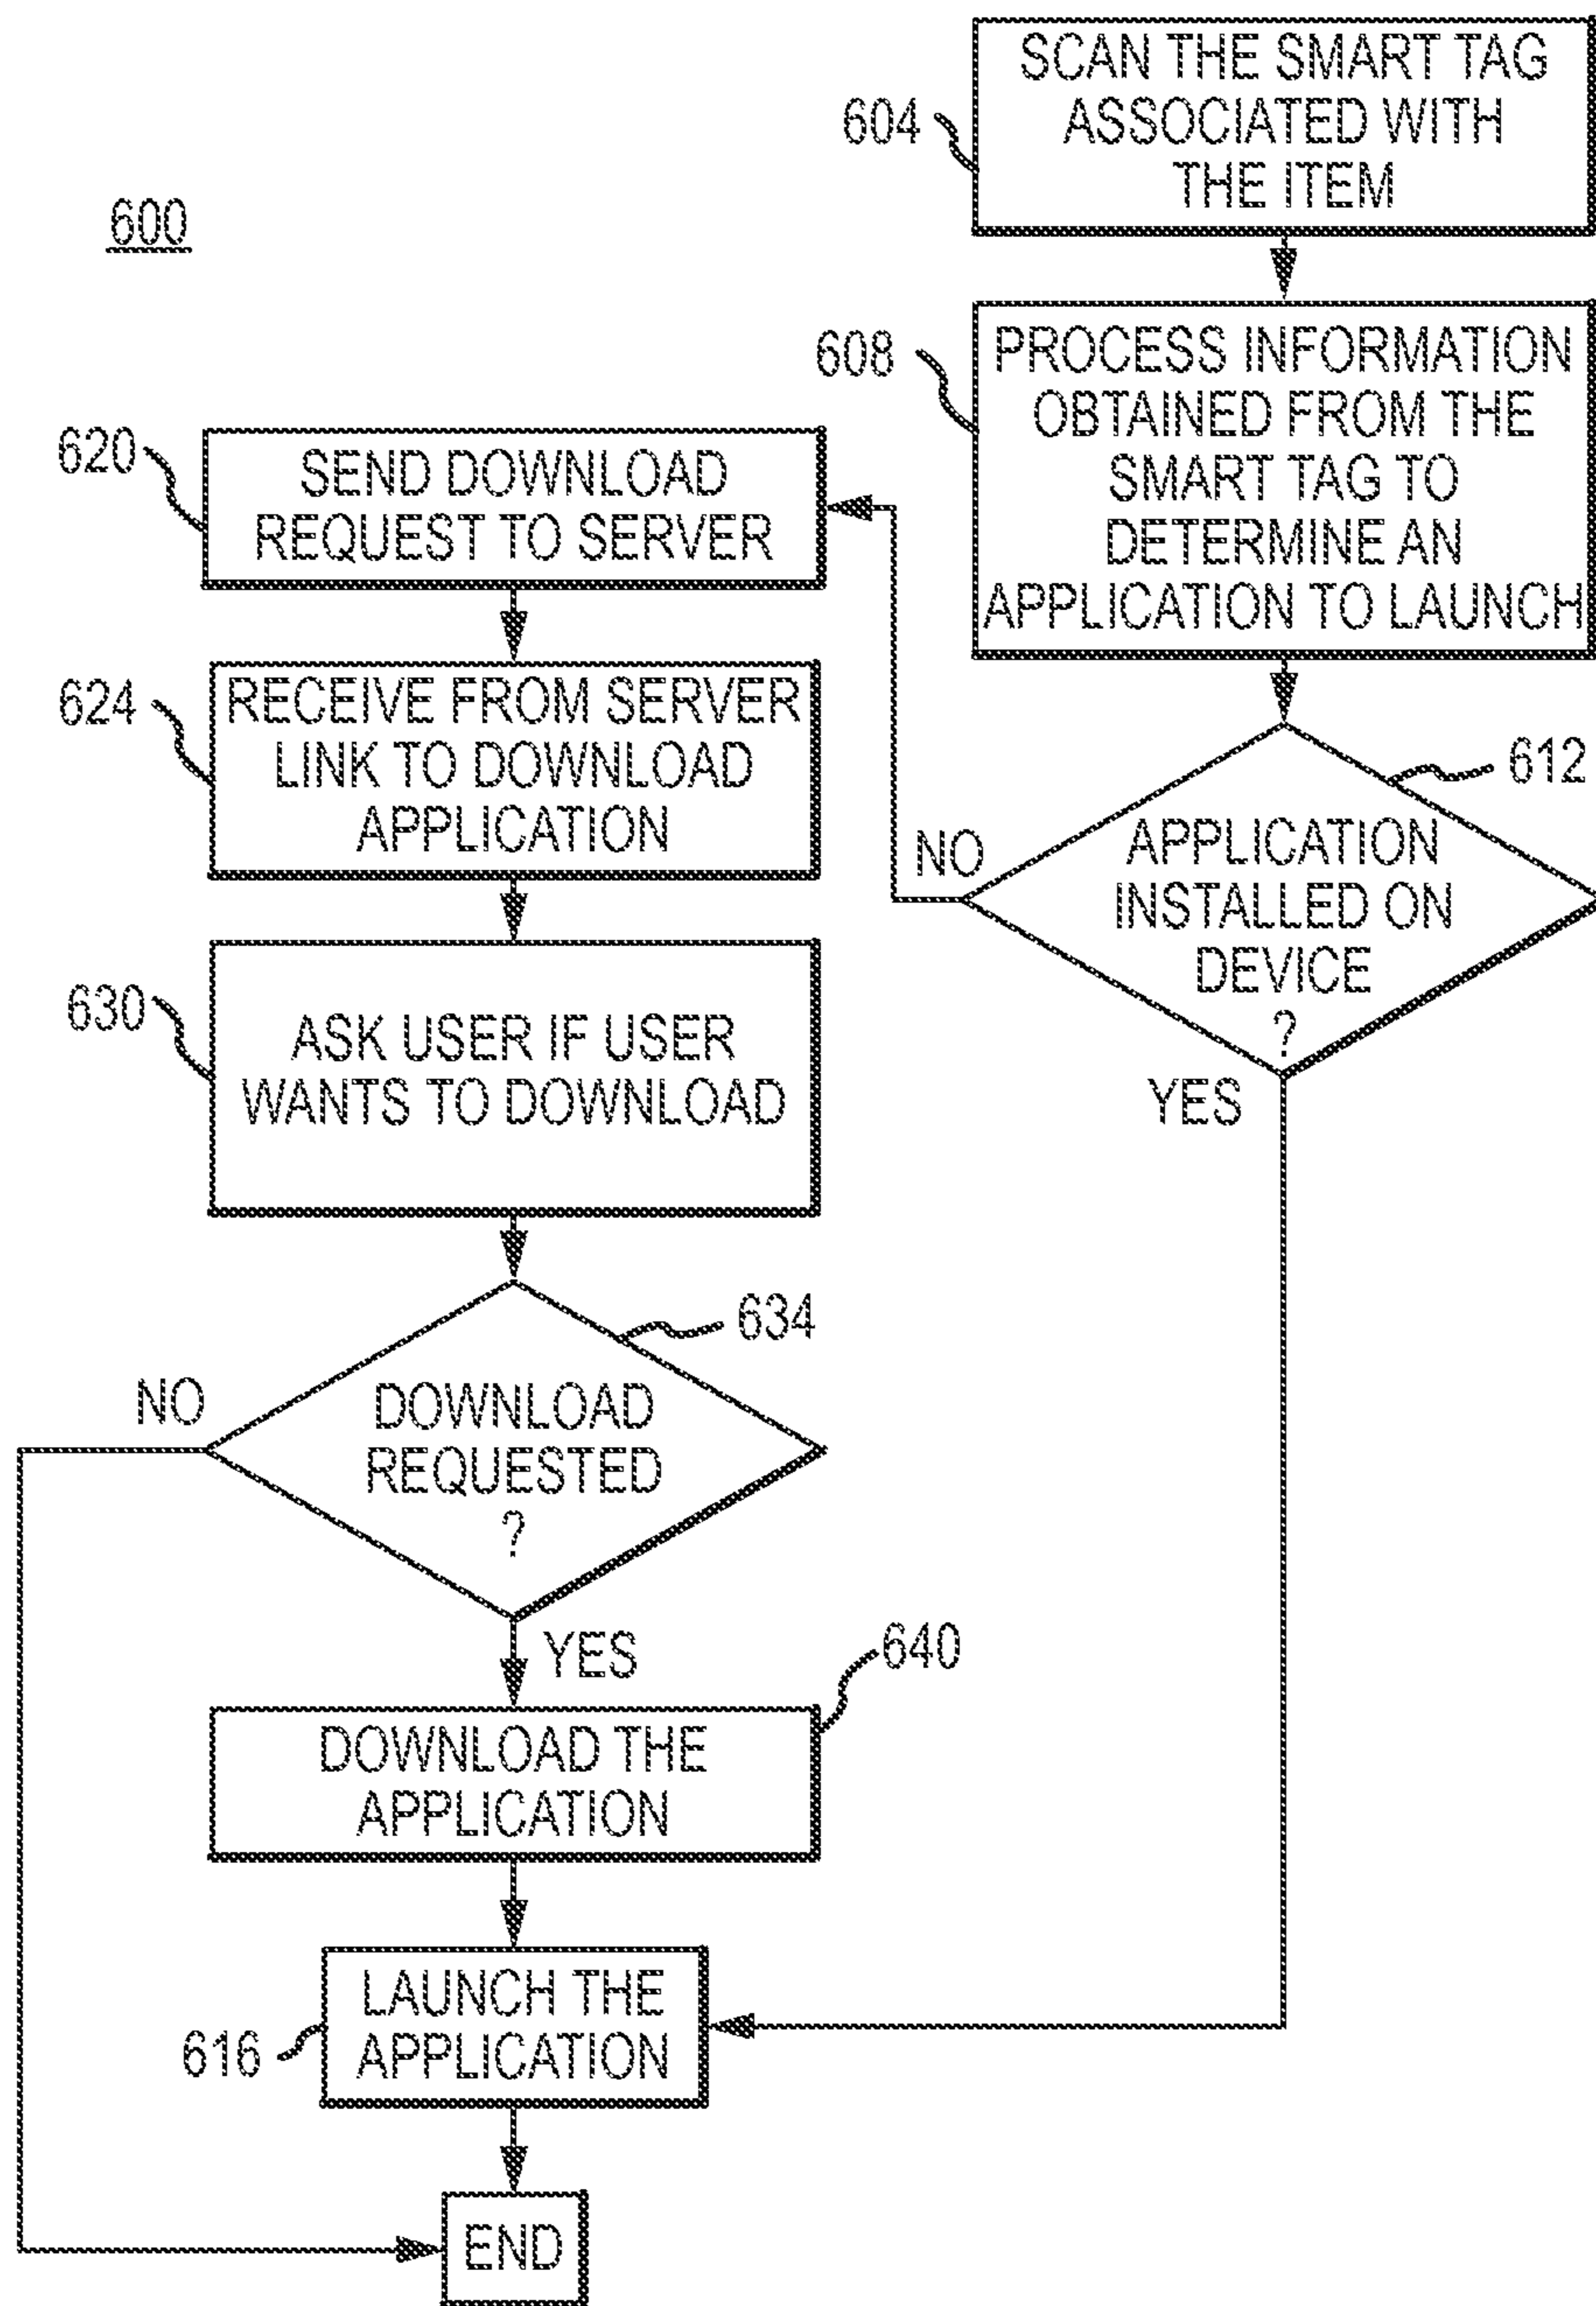 600
604
SCAN THE SMART TAG
ASSOCIATED WITH
THE ITEM
608
PROCESS INFORMATION
OBTAINED FROM THE
SMART TAG TO
DETERMINE AN
APPLICATION TO LAUNCH
612
APPLICATION
INSTALLED ON
DEVICE
?
NO
YES
620
SEND DOWNLOAD
REQUEST TO SERVER
624
RECEIVE FROM SERVER
LINK TO DOWNLOAD
APPLICATION
630
ASK USER IF USER
WANTS TO DOWNLOAD
634
DOWNLOAD
REQUESTED
?
NO
YES
640
DOWNLOAD THE
APPLICATION
616
LAUNCH THE
APPLICATION
END